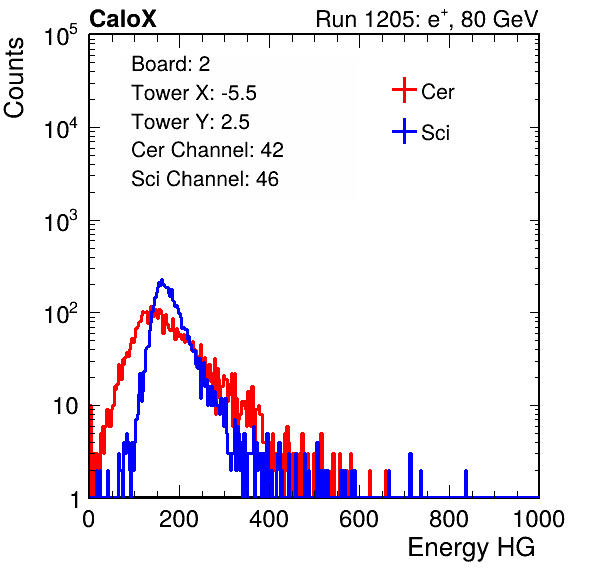 CaloX Run 1205: e⁺, 80 GeV
Counts
10⁵
10⁴
10³
10²
10
1
Board: 2
Tower X: -5.5
Tower Y: 2.5
Cer Channel: 42
Sci Channel: 46
Cer
Sci
0 200 400 600 800 1000
Energy HG